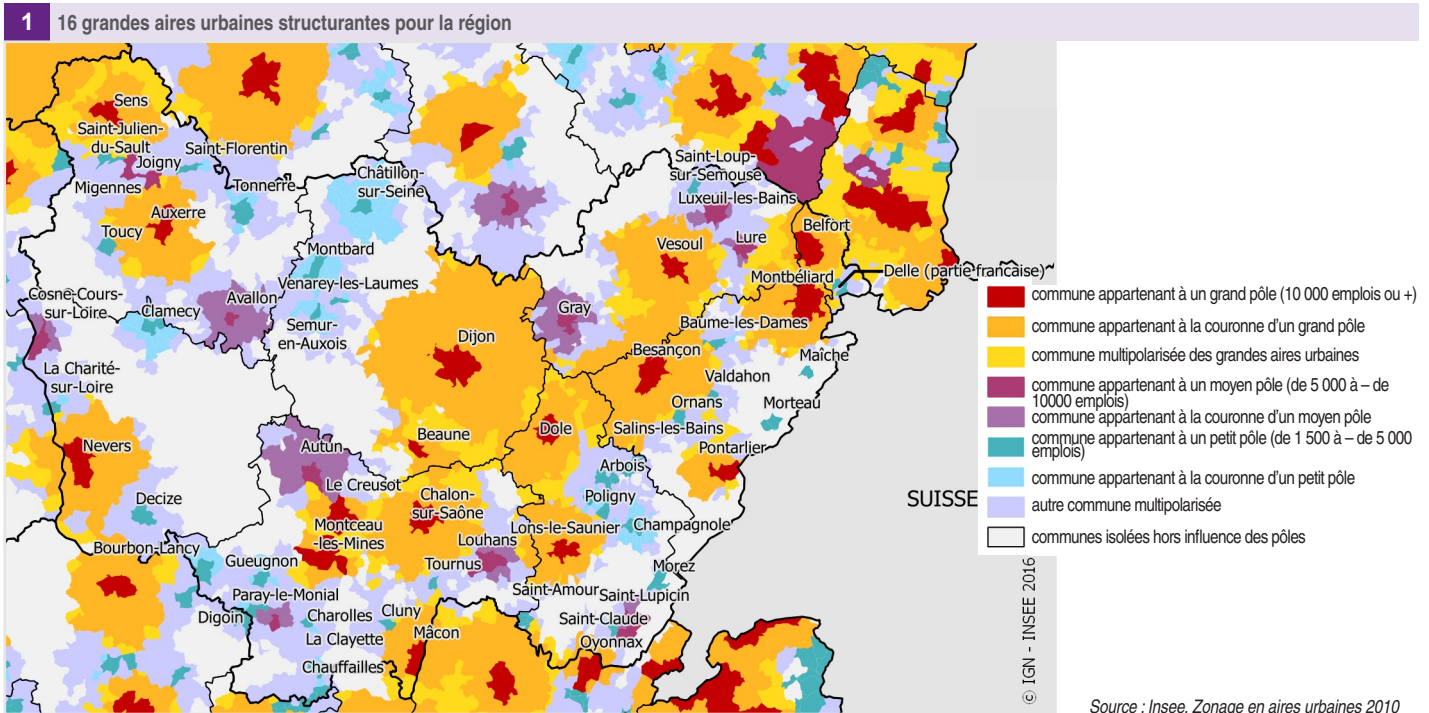 1 16 grandes aires urbaines structurantes pour la région
Sens
Saint-Julien-
du-Sault
Joigny
Saint-Florentin
Migennes
Tonnerre
Châtillon-
sur-Seine
Auxerre
Toucy
Saint-Loup-
sur-Semouse
Luxeuil-les-Bains
Lure
Belfort
Vesoul
Montbéliard
Delle (partie francaise)
Montbard
Venarey-les-Laumes
Cosne-Cours-
sur-Loire
Clamecy
Avallon
Semur-
en-Auxois
Gray
Baume-les-Dames
Dijon
Besançon
Maîche
Valdahon
La Charité-
sur-Loire
Ornans
Morteau
Nevers
Autun
Beaune
Dole
Salins-les-Bains
Pontarlier
Arbois
Le Creusot
Chalon-
sur-Saône
Poligny
Decize
Montceau
-les-Mines
Lons-le-Saunier
Champagnole
Louhans
Bourbon-Lancy
Gueugnon
Tournus
Morez
Paray-le-Monial
Saint-Amour
Saint-Lupicin
Digoin
Charolles
Cluny
Saint-Claude
La Clayette
Mâcon
Oyonnax
Chauffailles
SUISSE
commune appartenant à un grand pôle (10 000 emplois ou +)
commune appartenant à la couronne d'un grand pôle
commune multipolarisée des grandes aires urbaines
commune appartenant à un moyen pôle (de 5 000 à – de
10000 emplois)
commune appartenant à la couronne d'un moyen pôle
commune appartenant à un petit pôle (de 1 500 à – de 5 000
emplois)
commune appartenant à la couronne d'un petit pôle
autre commune multipolarisée
communes isolées hors influence des pôles
© IGN - INSEE 2016
Source : Insee, Zonage en aires urbaines 2010